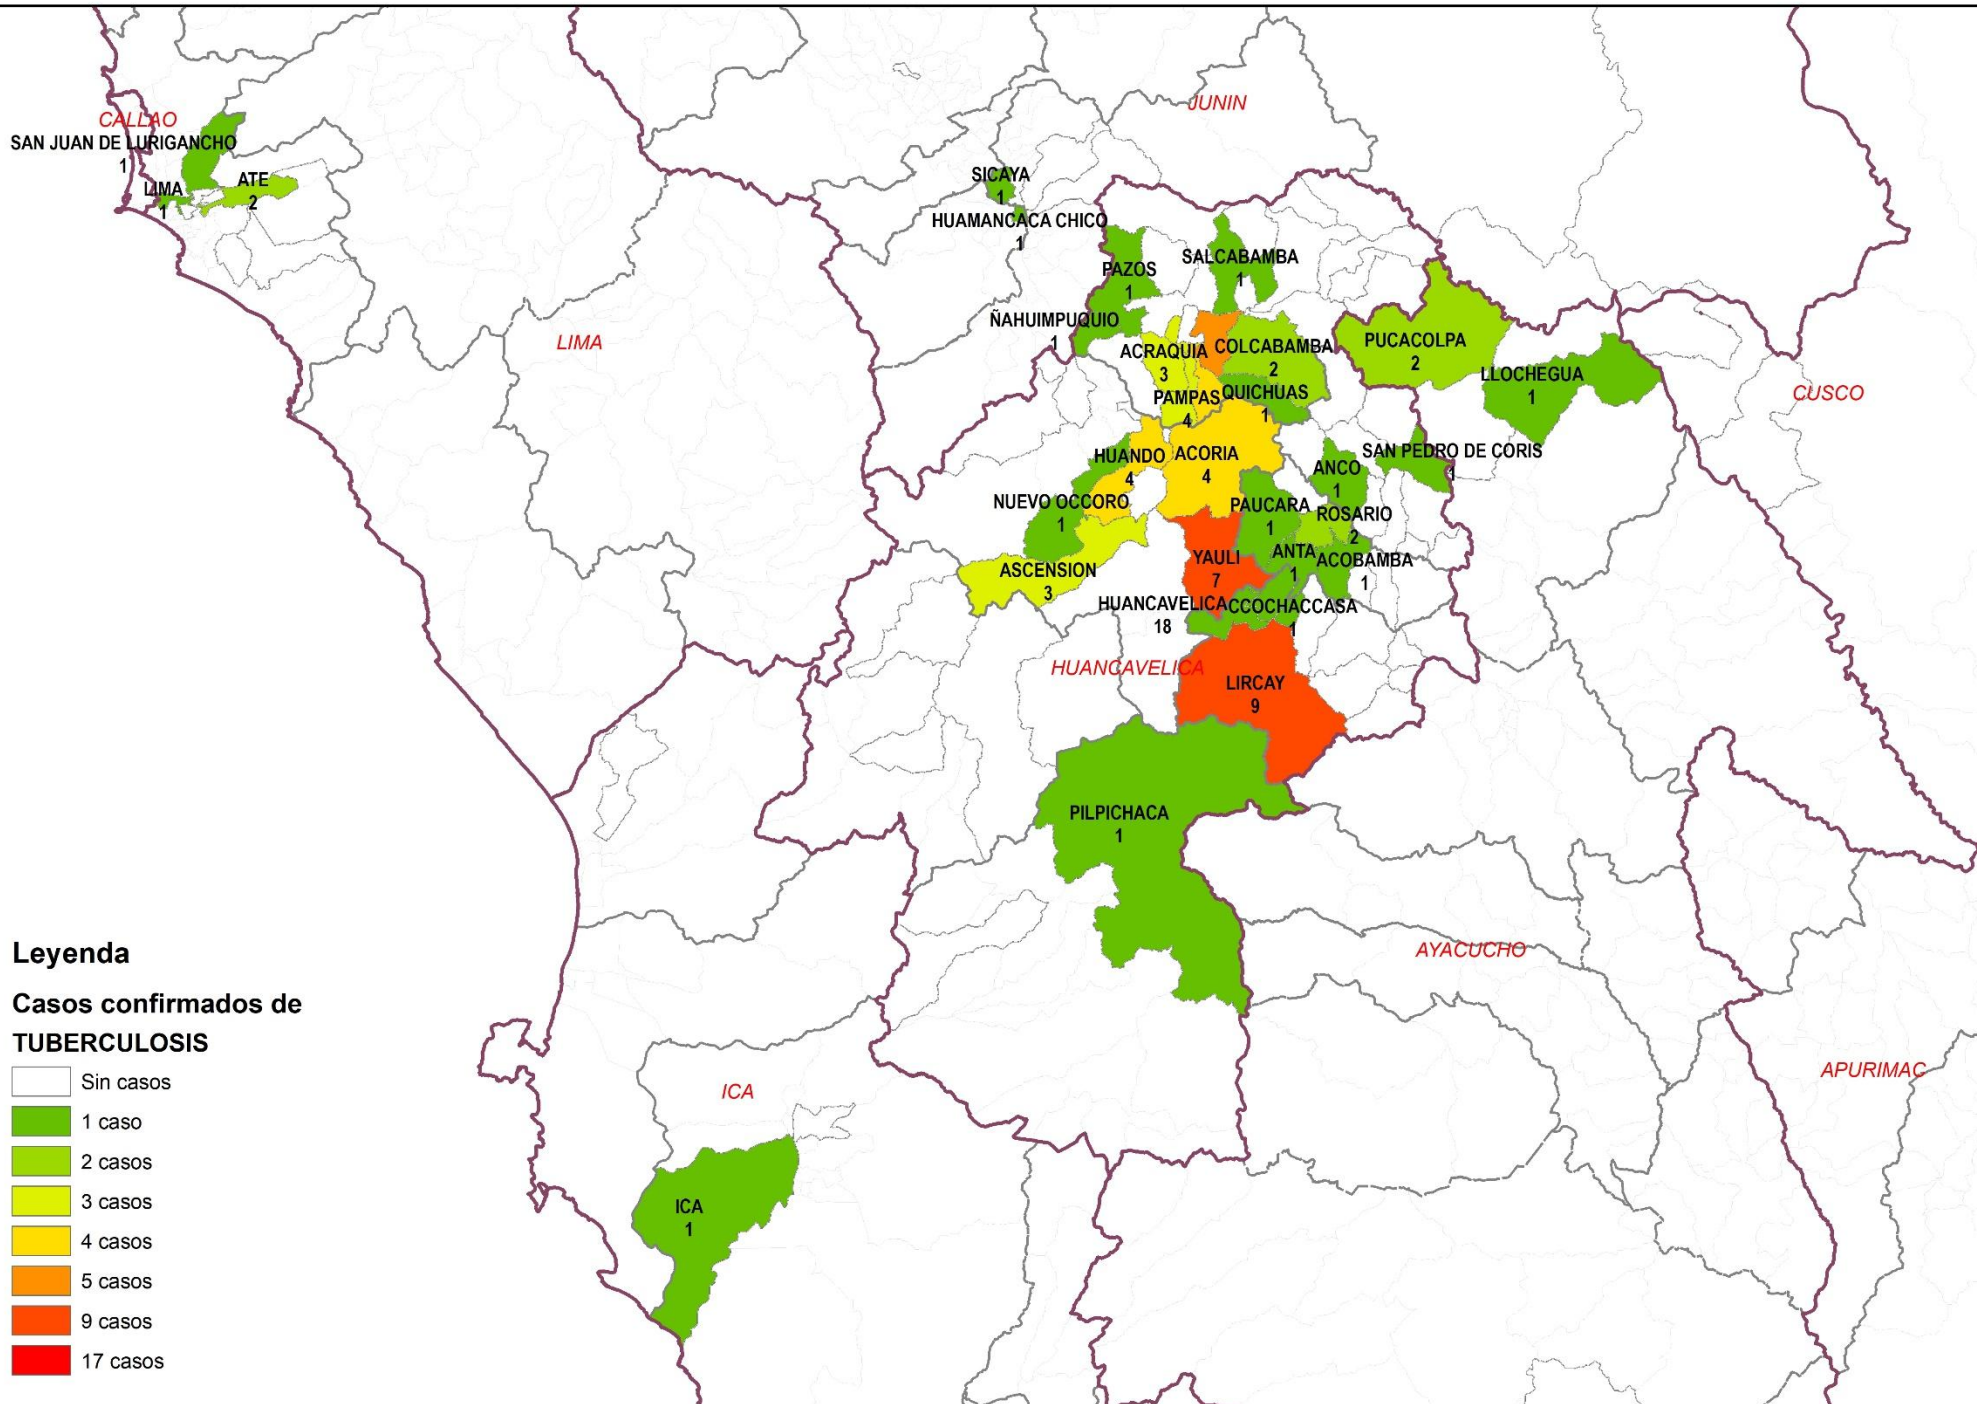 JUNIN
CALLAO
SAN JUAN DE LURIGANCHO
1
LIMA
1
ATE
2
SICAYA
1
HUAMANCACA CHICO
1
PAZOS
1
SALCABAMBA
1
ÑAHUIMPUQUIO
1
LIMA
ACRAQUIA
3
COLCABAMBA
2
PUCACOLPA
2
LLOCHEGUA
1
CUSCO
PAMPAS
4
QUICHUAS
1
HUANDO
4
ACORIA
4
ANCO
1
SAN PEDRO DE CORIS
1
NUEVO OCCORO
1
PAUCARA
1
ROSARIO
2
ASCENSION
3
YAULI
7
ANTA
1
ACOBAMBA
1
HUANCAVELICA
18
CCOCHACCASA
1
HUANCAVELICA
LIRCAY
9
PILPICHACA
1
AYACUCHO
APURIMAC
ICA
ICA
1
Leyenda
Casos confirmados de
TUBERCULOSIS
Sin casos
1 caso
2 casos
3 casos
4 casos
5 casos
9 casos
17 casos